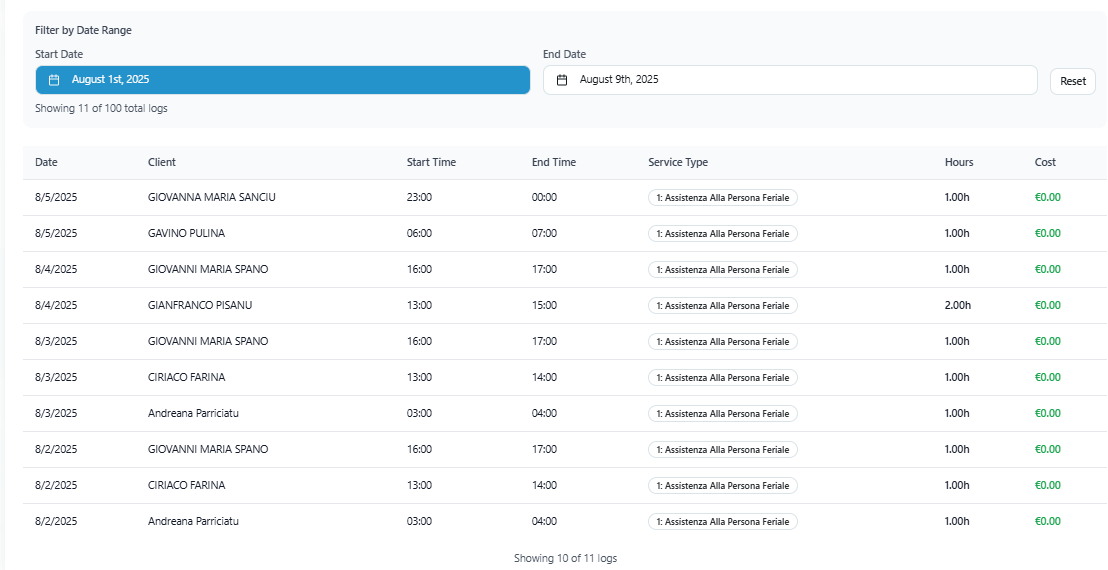 Filter by Date Range
Start Date End Date
August 1st, 2025 August 9th, 2025 Reset
Showing 11 of 100 total logs
Date Client Start Time End Time Service Type Hours Cost
8/5/2025 GIOVANNA MARIA SANCIU 23:00 00:00 1: Assistenza Alla Persona Feriale 1.00h €0.00
8/5/2025 GAVINO PULINA 06:00 07:00 1: Assistenza Alla Persona Feriale 1.00h €0.00
8/4/2025 GIOVANNI MARIA SPANO 16:00 17:00 1: Assistenza Alla Persona Feriale 1.00h €0.00
8/4/2025 GIANFRANCO PISANU 13:00 15:00 1: Assistenza Alla Persona Feriale 2.00h €0.00
8/3/2025 GIOVANNI MARIA SPANO 16:00 17:00 1: Assistenza Alla Persona Feriale 1.00h €0.00
8/3/2025 CIRIACO FARINA 13:00 14:00 1: Assistenza Alla Persona Feriale 1.00h €0.00
8/3/2025 Andreana Parriciatu 03:00 04:00 1: Assistenza Alla Persona Feriale 1.00h €0.00
8/2/2025 GIOVANNI MARIA SPANO 16:00 17:00 1: Assistenza Alla Persona Feriale 1.00h €0.00
8/2/2025 CIRIACO FARINA 13:00 14:00 1: Assistenza Alla Persona Feriale 1.00h €0.00
8/2/2025 Andreana Parriciatu 03:00 04:00 1: Assistenza Alla Persona Feriale 1.00h €0.00
Showing 10 of 11 logs